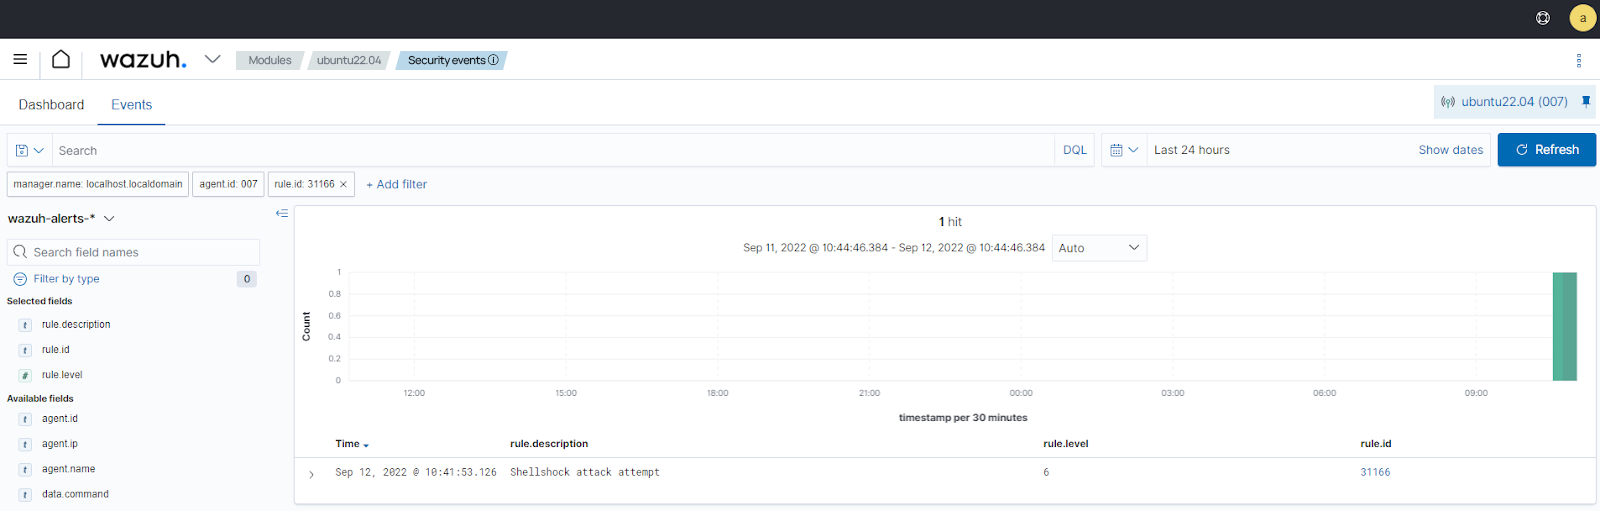 a
wazuh.
Modules ubuntu22.04 Security events
Dashboard Events
ubuntu22.04 (007)
Search DQL Last 24 hours Show dates Refresh
manager.name: localhost.localdomain agent.id: 007 rule.id: 31166 × + Add filter
wazuh-alerts-*
Search field names
Filter by type 0
Selected fields
t rule.description
t rule.id
# rule.level
Available fields
t agent.id
t agent.ip
t agent.name
t data.command
1 hit
Sep 11, 2022 @ 10:44:46.384 - Sep 12, 2022 @ 10:44:46.384 Auto
Count
1
0.8
0.6
0.4
0.2
0
12:00 15:00 18:00 21:00 00:00 03:00 06:00 09:00
timestamp per 30 minutes
Time rule.description rule.level rule.id
Sep 12, 2022 @ 10:41:53.126 Shellshock attack attempt 6 31166